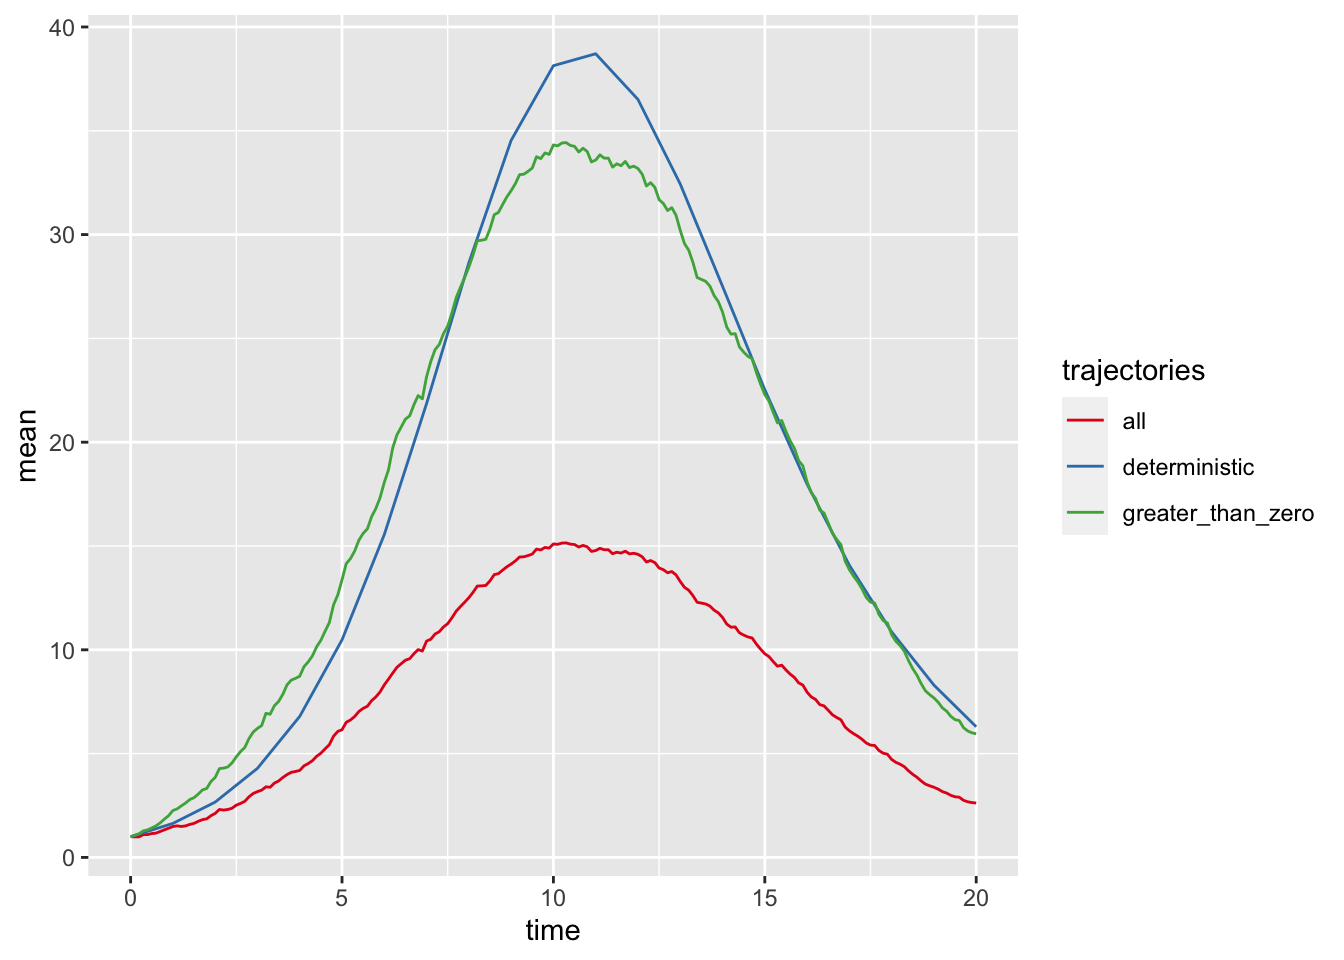 40
30
20
10
0
mean
0 5 10 15 20
time
trajectories
all
deterministic
greater_than_zero